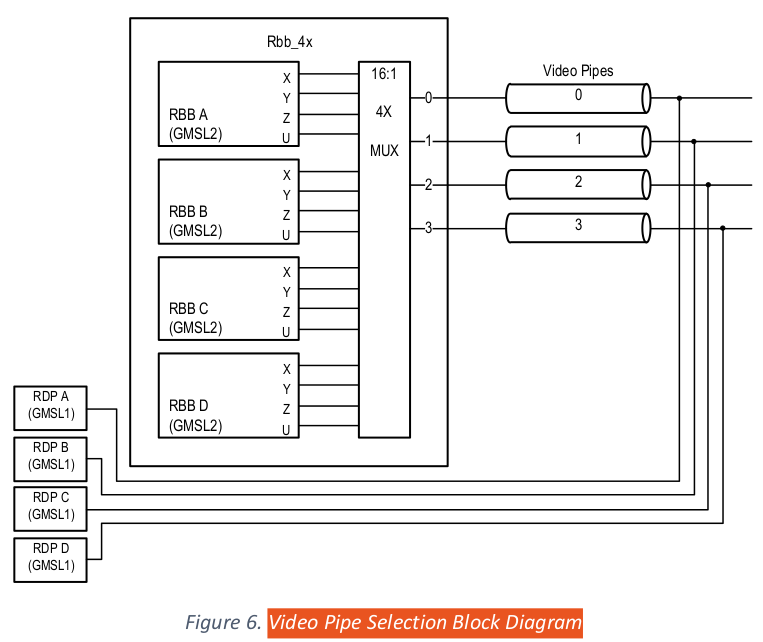 Rbb_4x
RBB A
(GMSL2)
X
Y
Z
U
RBB B
(GMSL2)
X
Y
Z
U
RBB C
(GMSL2)
X
Y
Z
U
RBB D
(GMSL2)
X
Y
Z
U
16:1
4X
MUX
0
1
2
3
Video Pipes
0
1
2
3
RDP A
(GMSL1)
RDP B
(GMSL1)
RDP C
(GMSL1)
RDP D
(GMSL1)
Figure 6. Video Pipe Selection Block Diagram